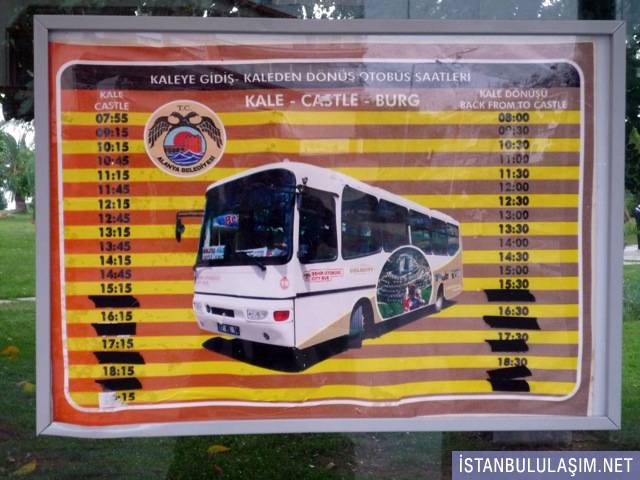 KALEYE GİDİŞ- KALEDEN DÖNÜŞ OTOBÜS SAATLERİ
KALE
CASTLE
KALE - CASTLE - BURG
KALE DÖNÜŞÜ
BACK FROM TO CASTLE
T.C.
ALANYA BELEDİYESİ
07:55 08:00
09:15 09:30
10:15 10:30
10:45 11:00
11:15 11:30
11:45 12:00
12:15 12:30
12:45 13:00
13:15 13:30
13:45 14:00
14:15 14:30
14:45 15:00
15:15 15:30
16:15 16:30
17:15 17:30
18:15 18:30
:15
ŞEHİR OTOBÜSÜ
CITY BUS
İSTANBULULAŞIM.NET